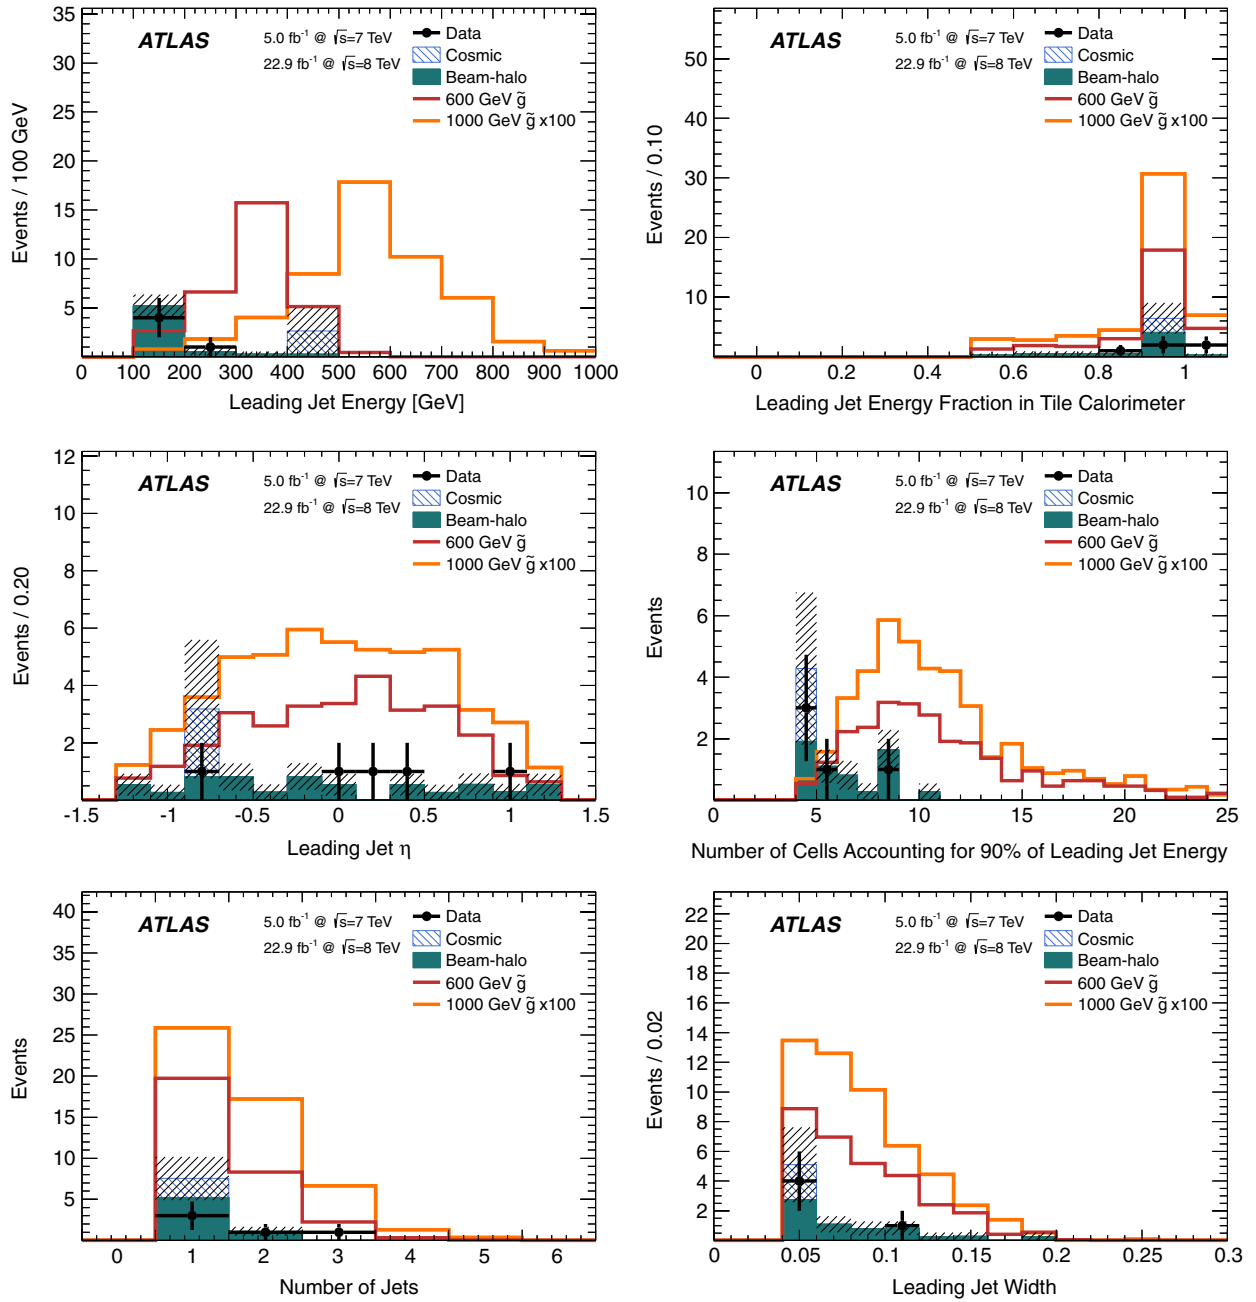 35
30
25
20
15
10
5
Events / 100 GeV
ATLAS
5.0 fb⁻¹ @ √s=7 TeV
22.9 fb⁻¹ @ √s=8 TeV
Data
Cosmic
Beam-halo
600 GeV g̃
1000 GeV g̃ x100
0 100 200 300 400 500 600 700 800 900 1000
Leading Jet Energy [GeV]
50
40
30
20
10
Events / 0.10
ATLAS
5.0 fb⁻¹ @ √s=7 TeV
22.9 fb⁻¹ @ √s=8 TeV
Data
Cosmic
Beam-halo
600 GeV g̃
1000 GeV g̃ x100
0 0.2 0.4 0.6 0.8 1
Leading Jet Energy Fraction in Tile Calorimeter
12
10
8
6
4
2
Events / 0.20
ATLAS
5.0 fb⁻¹ @ √s=7 TeV
22.9 fb⁻¹ @ √s=8 TeV
Data
Cosmic
Beam-halo
600 GeV g̃
1000 GeV g̃ x100
-1.5 -1 -0.5 0 0.5 1 1.5
Leading Jet η
10
8
6
4
2
Events
ATLAS
5.0 fb⁻¹ @ √s=7 TeV
22.9 fb⁻¹ @ √s=8 TeV
Data
Cosmic
Beam-halo
600 GeV g̃
1000 GeV g̃ x100
0 5 10 15 20 25
Number of Cells Accounting for 90% of Leading Jet Energy
40
35
30
25
20
15
10
5
Events
ATLAS
5.0 fb⁻¹ @ √s=7 TeV
22.9 fb⁻¹ @ √s=8 TeV
Data
Cosmic
Beam-halo
600 GeV g̃
1000 GeV g̃ x100
0 1 2 3 4 5 6
Number of Jets
22
20
18
16
14
12
10
8
6
4
2
Events / 0.02
ATLAS
5.0 fb⁻¹ @ √s=7 TeV
22.9 fb⁻¹ @ √s=8 TeV
Data
Cosmic
Beam-halo
600 GeV g̃
1000 GeV g̃ x100
0 0.05 0.1 0.15 0.2 0.25 0.3
Leading Jet Width